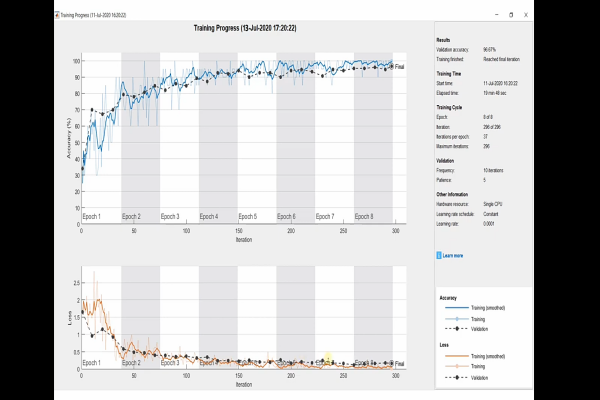 Training Progress (11-Jul-2020 16:20:22)
Training Progress (13-Jul-2020 17:20:22)
Results
Validation accuracy: 96.67%
Training finished: Reached final iteration
Training Time
Start time: 11-Jul-2020 16:20:22
Elapsed time: 19 min 48 sec
Training Cycle
Epoch: 8 of 8
Iteration: 296 of 296
Iterations per epoch: 37
Maximum iterations: 296
Validation
Frequency: 10 iterations
Patience: 5
Other Information
Hardware resource: Single CPU
Learning rate schedule: Constant
Learning rate: 0.0001
Learn more
Accuracy (%)
100
90
80
70
60
50
40
30
20
10
0
Final
Epoch 1 Epoch 2 Epoch 3 Epoch 4 Epoch 5 Epoch 6 Epoch 7 Epoch 8
0 50 100 150 200 250 300
Iteration
Loss
2.5
2
1.5
1
0.5
0
Final
Epoch 1 Epoch 2 Epoch 3 Epoch 4 Epoch 5 Epoch 6 Epoch 7 Epoch 8
0 50 100 150 200 250 300
Iteration
Accuracy
Training (smoothed)
Training
Validation
Loss
Training (smoothed)
Training
Validation